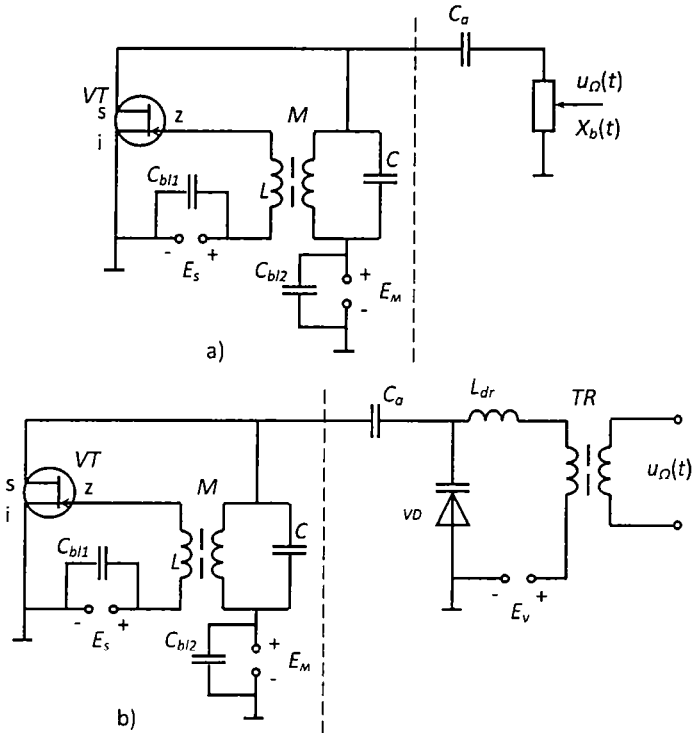 C_a
u_Ω(t)
X_b(t)
VT
s
z
i
M
C
C_bl1
L
- E_s +
C_bl2
+
E_M
-
a)
C_a
L_dr
TR
VT
s
z
i
M
C
VD
u_Ω(t)
C_bl1
L
- E_s +
- E_v +
C_bl2
+
E_M
-
b)